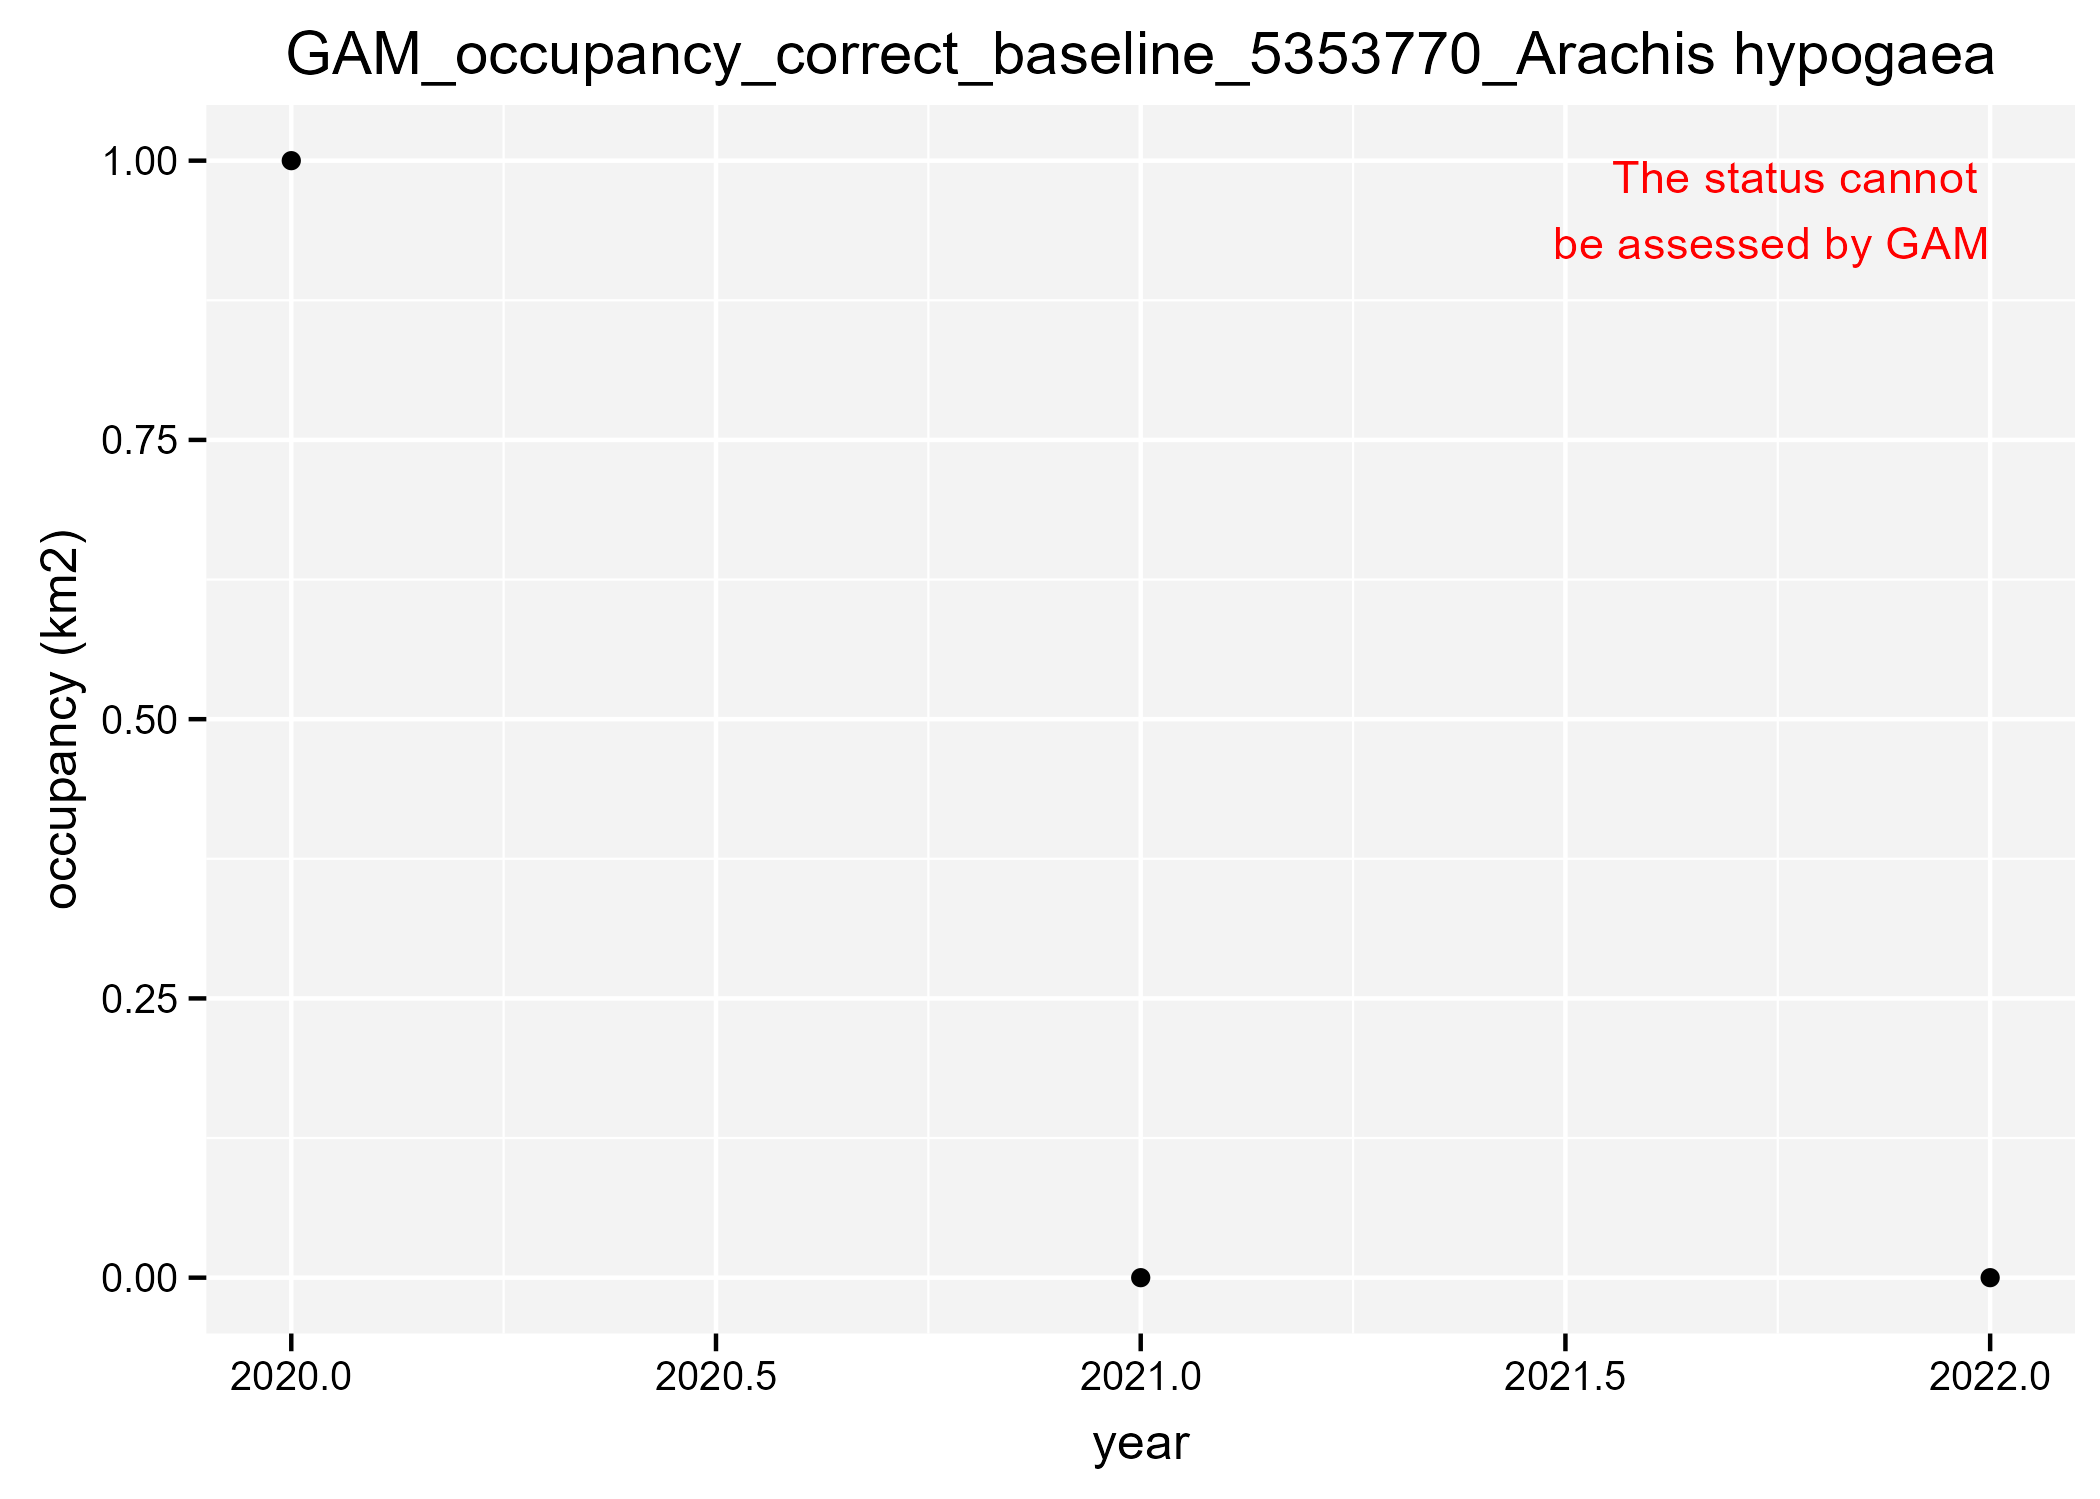 GAM_occupancy_correct_baseline_5353770_Arachis hypogaea
The status cannot
be assessed by GAM
1.00
0.75
0.50
0.25
0.00
occupancy (km2)
2020.0 2020.5 2021.0 2021.5 2022.0
year